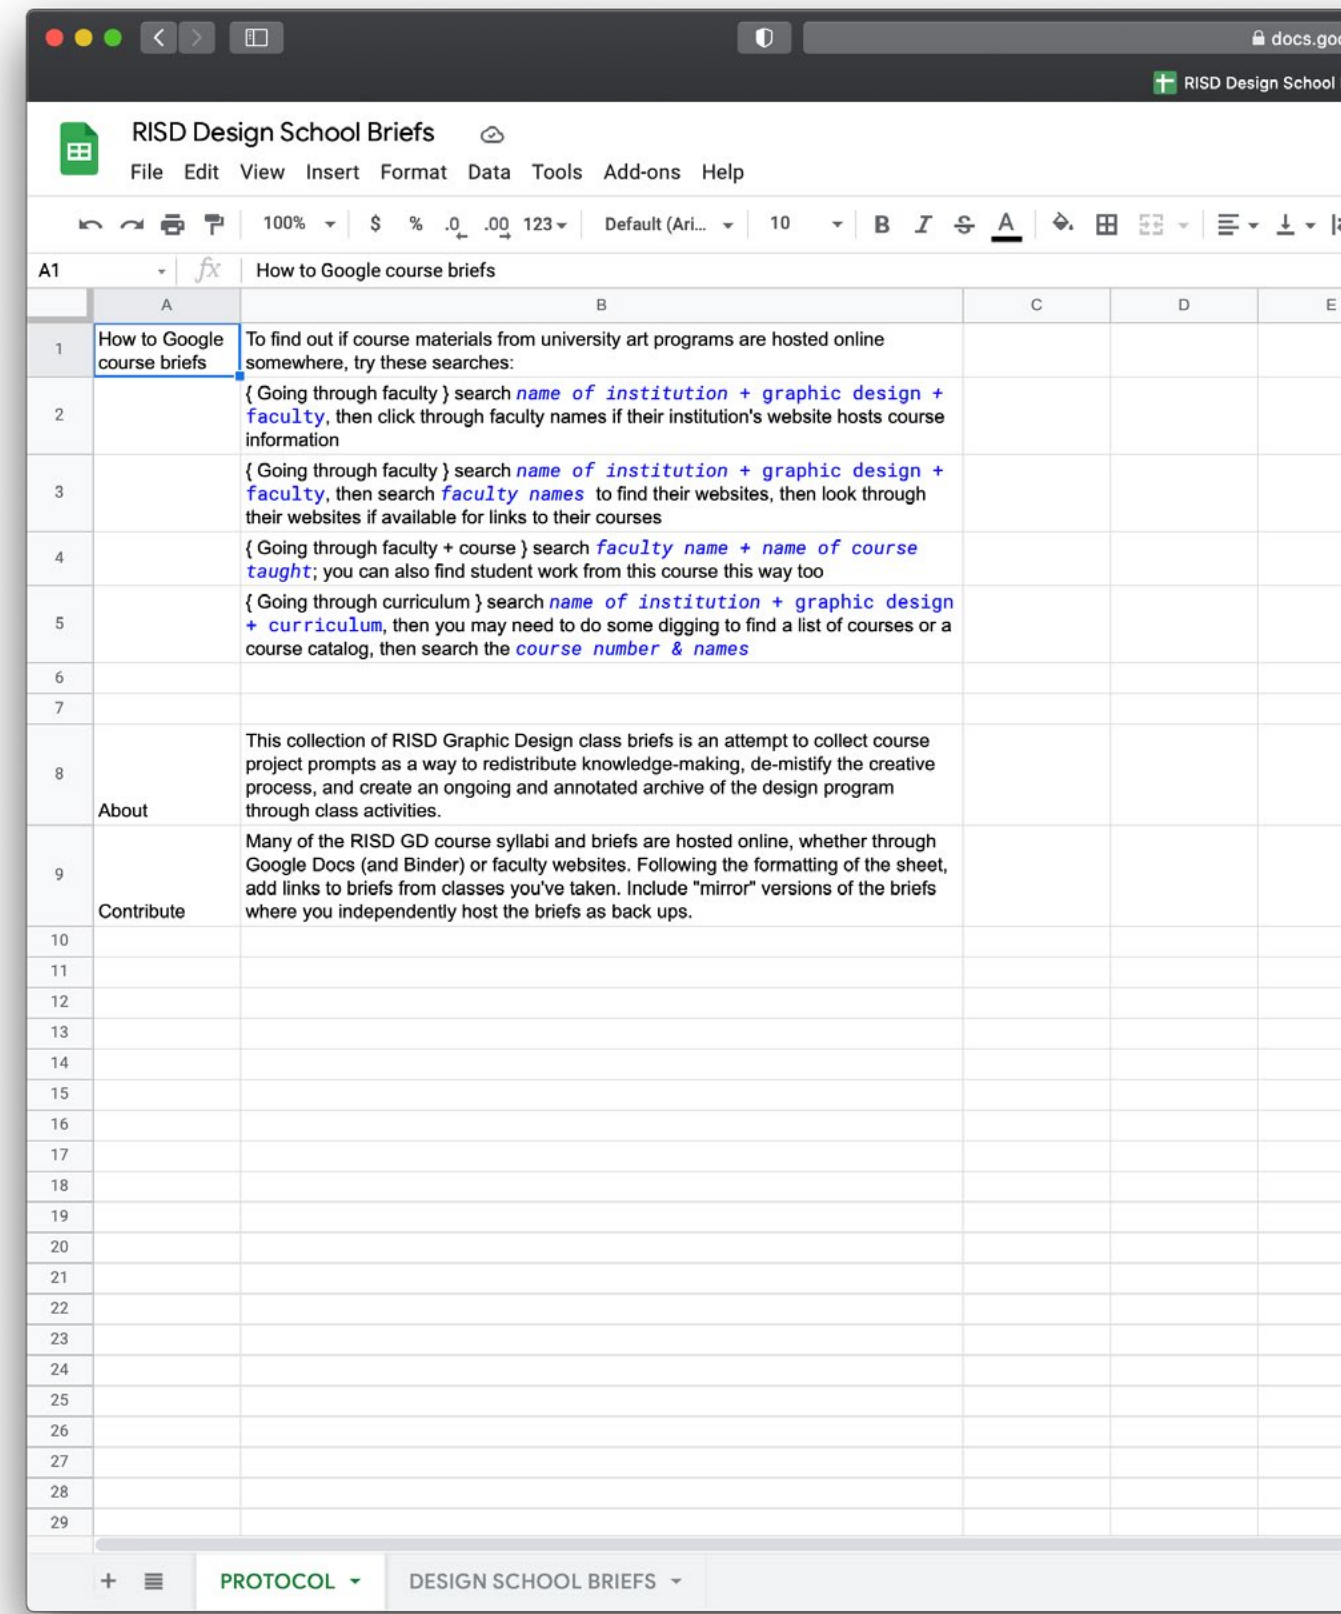 docs.goo
RISD Design School
RISD Design School Briefs
File Edit View Insert Format Data Tools Add-ons Help
100% $ % .0 .00 123 Default (Ari... 10 B I S A
A1 fx How to Google course briefs
A B C D E
1 How to Google course briefs
To find out if course materials from university art programs are hosted online
somewhere, try these searches:
2 { Going through faculty } search name of institution + graphic design +
faculty, then click through faculty names if their institution's website hosts course
information
3 { Going through faculty } search name of institution + graphic design +
faculty, then search faculty names to find their websites, then look through
their websites if available for links to their courses
4 { Going through faculty + course } search faculty name + name of course
taught; you can also find student work from this course this way too
5 { Going through curriculum } search name of institution + graphic design
+ curriculum, then you may need to do some digging to find a list of courses or a
course catalog, then search the course number & names
6
7
8 About
This collection of RISD Graphic Design class briefs is an attempt to collect course
project prompts as a way to redistribute knowledge-making, de-mistify the creative
process, and create an ongoing and annotated archive of the design program
through class activities.
9 Contribute
Many of the RISD GD course syllabi and briefs are hosted online, whether through
Google Docs (and Binder) or faculty websites. Following the formatting of the sheet,
add links to briefs from classes you've taken. Include "mirror" versions of the briefs
where you independently host the briefs as back ups.
10
11
12
13
14
15
16
17
18
19
20
21
22
23
24
25
26
27
28
29
+ PROTOCOL DESIGN SCHOOL BRIEFS